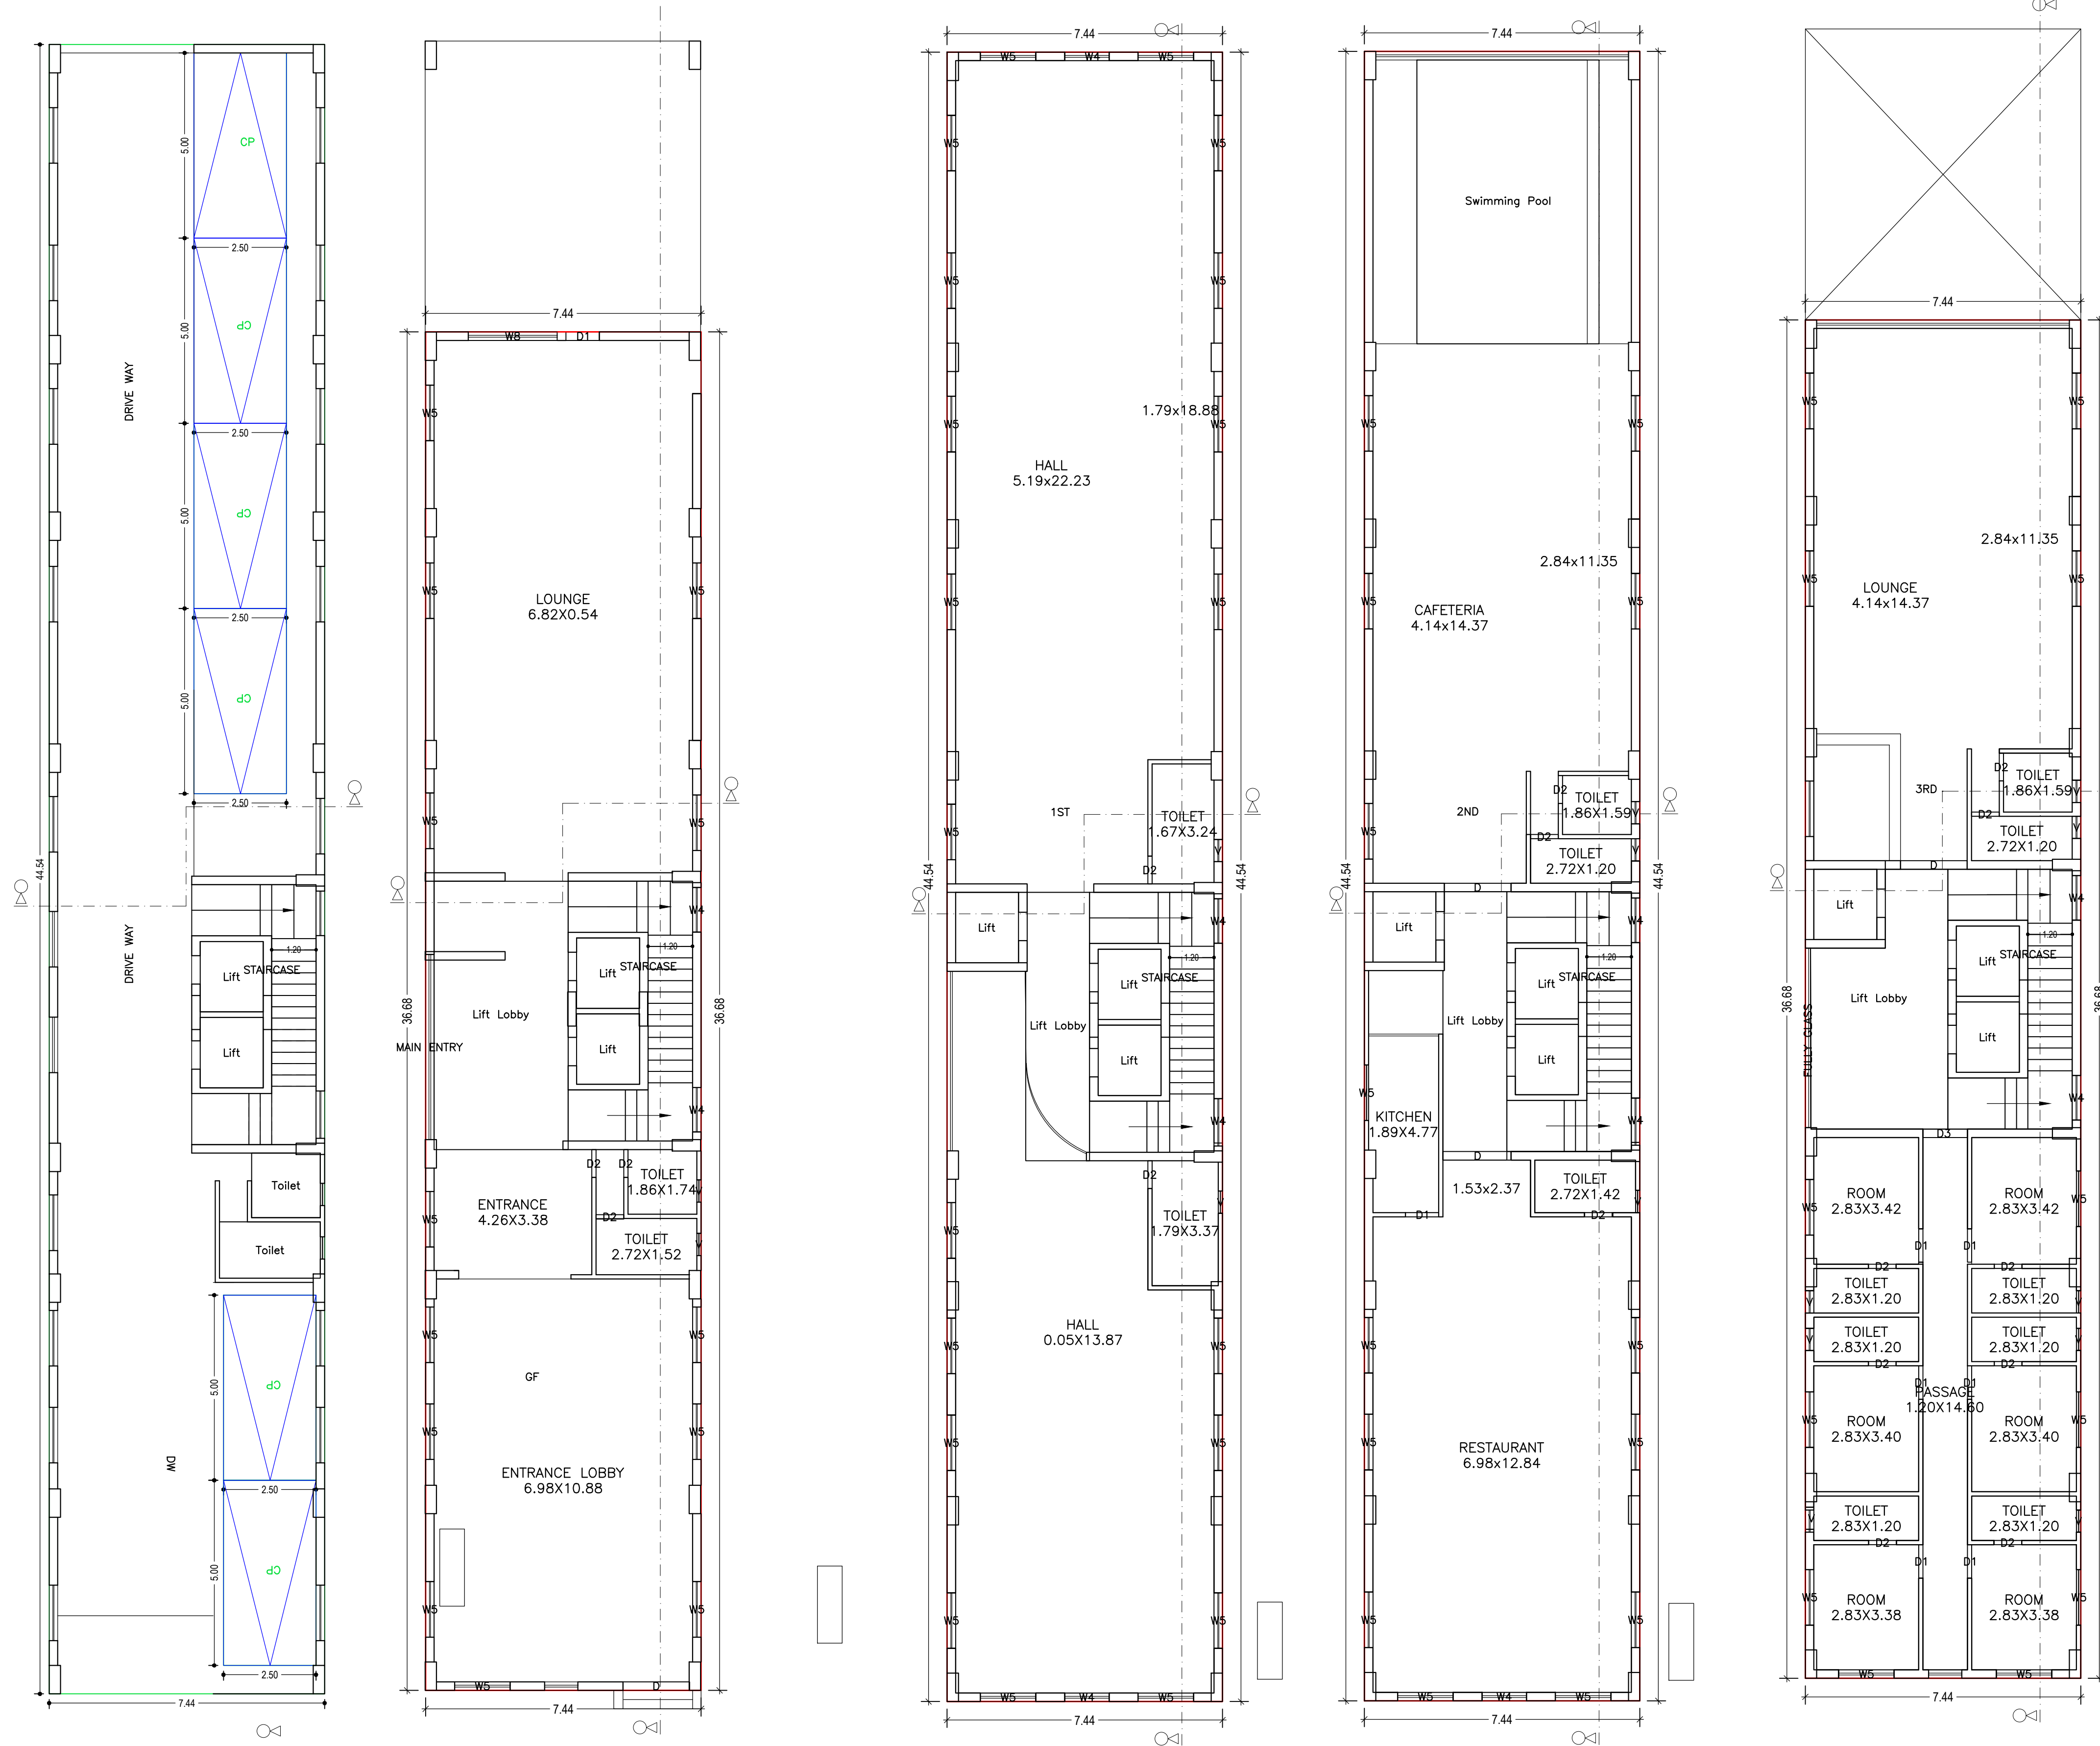 5.00
CP
2.50
5.00
CP
DRIVE WAY
2.50
5.00
CP
2.50
5.00
CP
2.50
44.54
DRIVE WAY
1.20
Lift
STAIRCASE
Lift
Toilet
Toilet
5.00
CP
DW
2.50
5.00
CP
2.50
7.44
7.44
W8
D1
W5
W5
W5
LOUNGE
6.82X0.54
W5
W5
W4
1.20
Lift
STAIRCASE
36.68
36.68
Lift Lobby
MAIN ENTRY
Lift
W4
D2
D2
TOILET
1.86X1.74
V
ENTRANCE
4.26X3.38
W5
D2
TOILET
2.72X1.52
V
W5
W5
GF
W5
W5
ENTRANCE LOBBY
6.98X10.88
W5
W5
W5
D
7.44
7.44
W5
W4
W5
W5
W5
W5
W5
1.79x18.88
W5
W5
HALL
5.19x22.23
W5
W5
1ST
TOILET
1.67X3.24
W5
V
D2
44.54
44.54
Lift
W4
STAIRCASE
1.20
Lift
Lift Lobby
Lift
W4
D2
V
TOILET
1.79X3.37
W5
HALL
0.05X13.87
W5
W5
W5
W5
W5
W5
W5
W4
W5
7.44
7.44
Swimming Pool
W5
W5
2.84x11.35
W5
W5
CAFETERIA
4.14x14.37
D2
TOILET
1.86X1.59
V
2ND
W5
D2
TOILET
2.72X1.20
V
D
44.54
44.54
Lift
W4
1.20
STAIRCASE
Lift
Lift Lobby
Lift
W5
KITCHEN
1.89X4.77
W4
D
1.53x2.37
TOILET
2.72X1.42
V
D1
D2
W5
W5
W5
W5
RESTAURANT
6.98x12.84
W5
W5
W5
W4
W5
7.44
7.44
W5
W5
2.84x11.35
W5
LOUNGE
4.14x14.37
D2
TOILET
1.86X1.59
V
3RD
D2
TOILET
2.72X1.20
V
D
Lift
W4
1.20
STAIRCASE
Lift
36.68
36.68
Lift Lobby
FULLY GLASS
Lift
W4
D3
ROOM
2.83X3.42
ROOM
2.83X3.42
W5
W5
D1
D1
D2
D2
TOILET
2.83X1.20
TOILET
2.83X1.20
V
V
TOILET
2.83X1.20
TOILET
2.83X1.20
V
V
D2
D2
D1
D1
PASSAGE
1.20X14.60
ROOM
2.83X3.40
ROOM
2.83X3.40
W5
W5
TOILET
2.83X1.20
TOILET
2.83X1.20
V
V
D2
D2
D1
D1
ROOM
2.83X3.38
ROOM
2.83X3.38
W5
W5
W5
W5
7.44